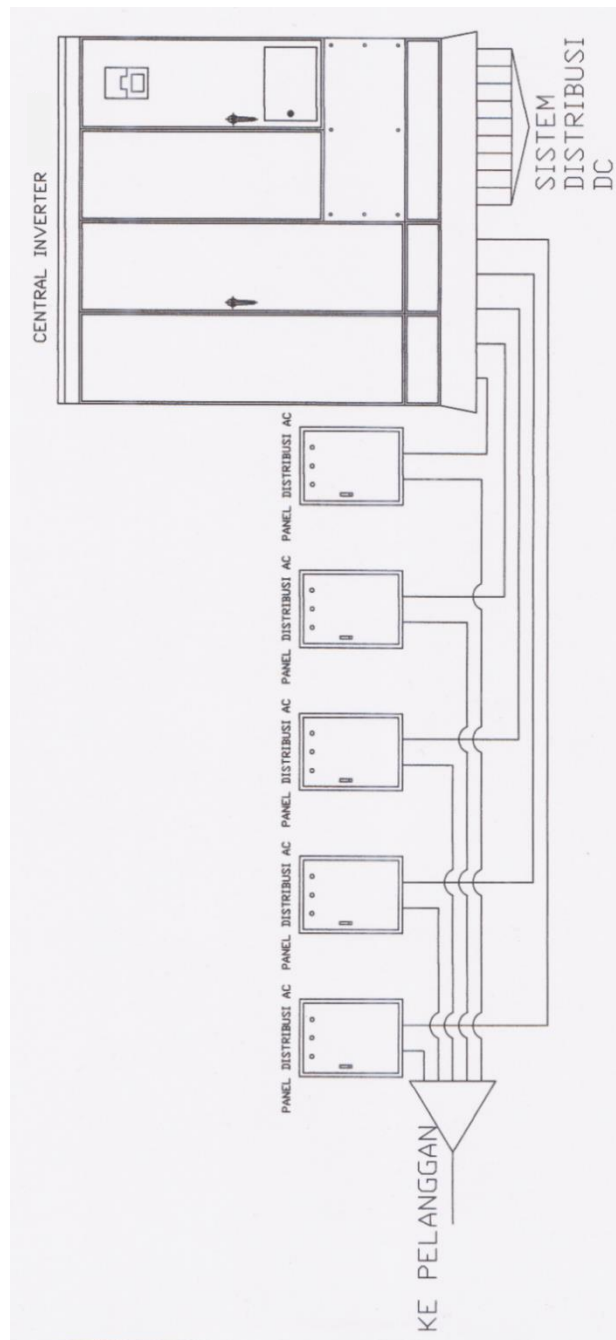 CENTRAL INVERTER
PANEL DISTRIBUSI AC
PANEL DISTRIBUSI AC
PANEL DISTRIBUSI AC
PANEL DISTRIBUSI AC
PANEL DISTRIBUSI AC
KE PELANGGAN
SISTEM
DISTRIBUSI
DC